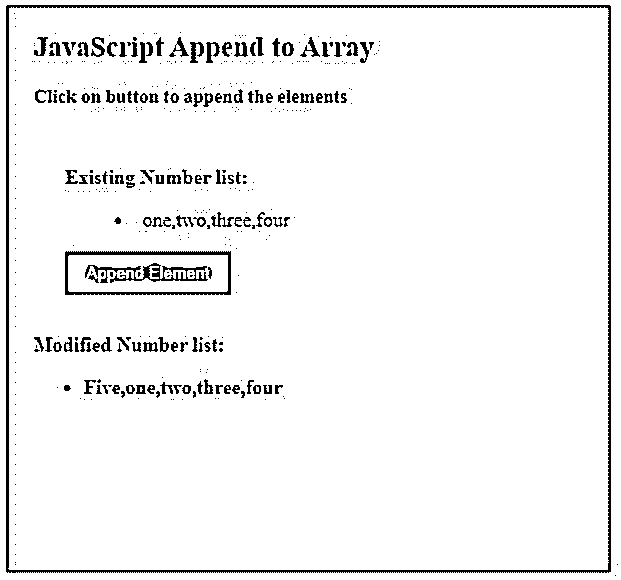 JavaScript Append to Array
Click on button to append the elements
Existing Number list:
• one,two,three,four
Append Element
Modified Number list:
• Five,one,two,three,four